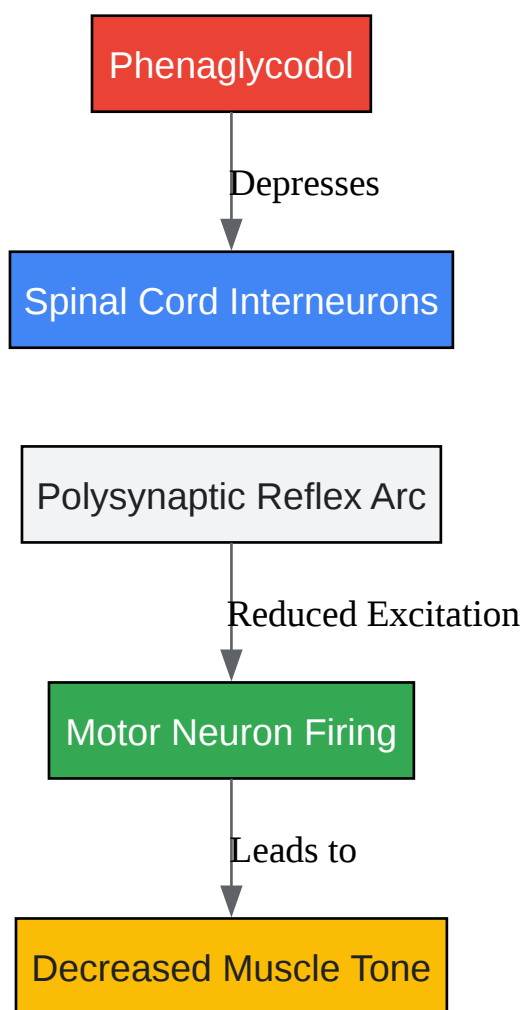 Phenaglycodol
Depresses
Spinal Cord Interneurons
Polysynaptic Reflex Arc
Reduced Excitation
Motor Neuron Firing
Leads to
Decreased Muscle Tone